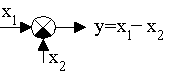 x₁
y=x₁− x₂
x₂